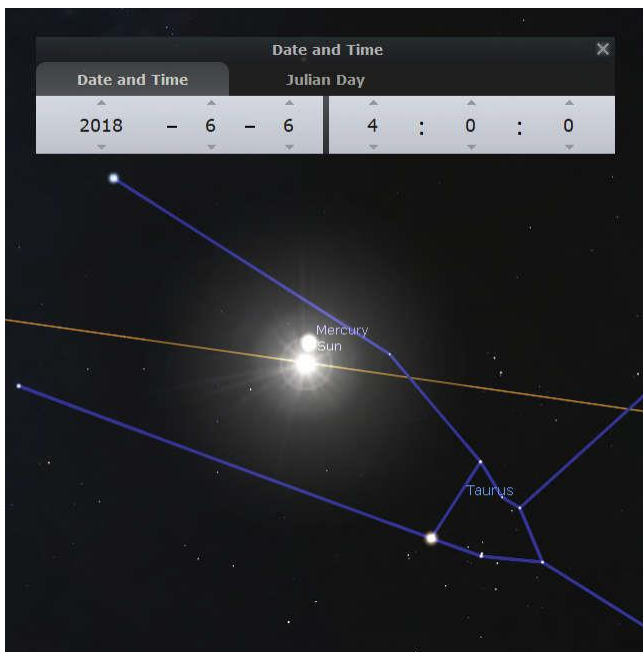 Date and Time
Date and Time Julian Day
2018 – 6 – 6 4 : 0 : 0
Mercury
Sun
Taurus